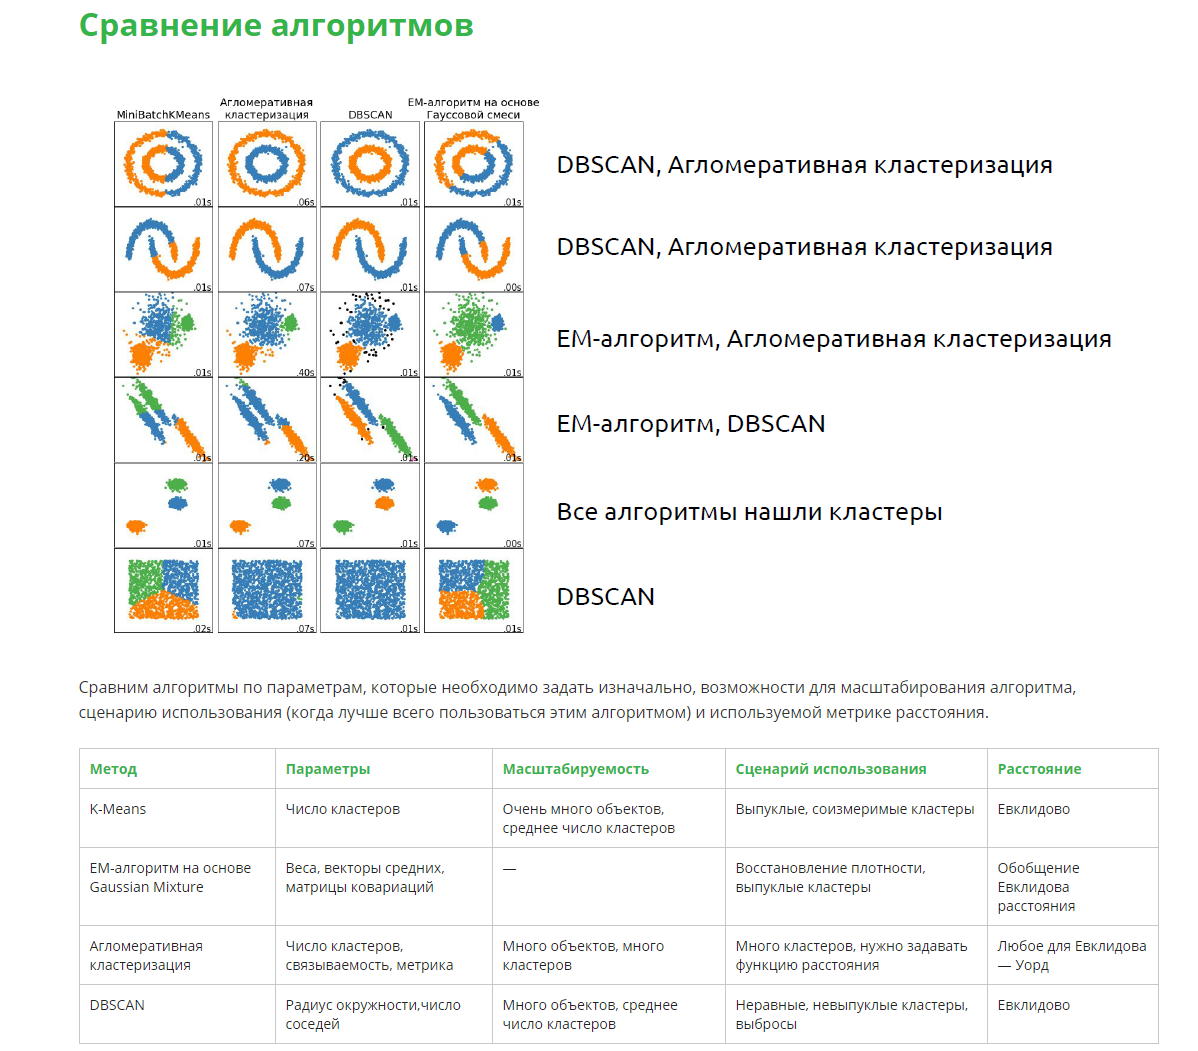 Сравнение алгоритмов
MiniBatchKMeans
Агломеративная
кластеризация
DBSCAN
ЕМ-алгоритм на основе
Гауссовой смеси
.01s
.06s
.01s
.01s
DBSCAN, Агломеративная кластеризация
.01s
.07s
.01s
.00s
DBSCAN, Агломеративная кластеризация
.01s
.40s
.01s
.01s
ЕМ-алгоритм, Агломеративная кластеризация
.01s
.20s
.01s
.01s
ЕМ-алгоритм, DBSCAN
.01s
.07s
.01s
.00s
Все алгоритмы нашли кластеры
.02s
.07s
.01s
.01s
DBSCAN
Сравним алгоритмы по параметрам, которые необходимо задать изначально, возможности для масштабирования алгоритма,
сценарию использования (когда лучше всего пользоваться этим алгоритмом) и используемой метрике расстояния.
Метод
Параметры
Масштабируемость
Сценарий использования
Расстояние
K-Means
Число кластеров
Очень много объектов,
среднее число кластеров
Выпуклые, соизмеримые кластеры
Евклидово
ЕМ-алгоритм на основе
Gaussian Mixture
Веса, векторы средних,
матрицы ковариаций
—
Восстановление плотности,
выпуклые кластеры
Обобщение
Евклидова
расстояния
Агломеративная
кластеризация
Число кластеров,
связываемость, метрика
Много объектов, много
кластеров
Много кластеров, нужно задавать
функцию расстояния
Любое для Евклидова
— Уорд
DBSCAN
Радиус окружности,число
соседей
Много объектов, среднее
число кластеров
Неравные, невыпуклые кластеры,
выбросы
Евклидово